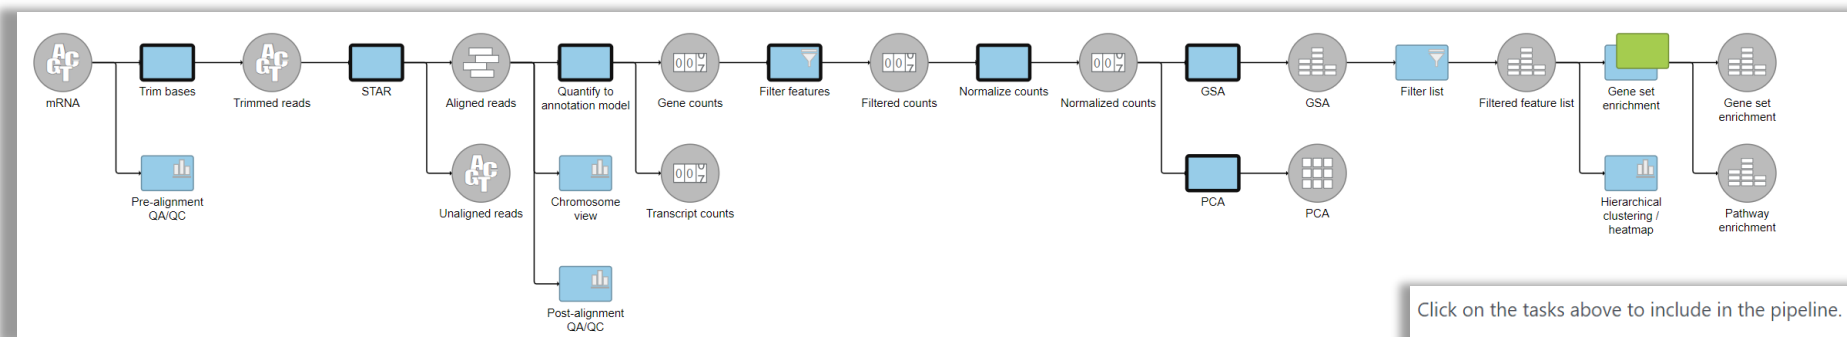 mRNA
Trim bases
Trimmed reads
STAR
Aligned reads
Quantify to
annotation model
Gene counts
Filter features
Filtered counts
Normalize counts
Normalized counts
GSA
GSA
Filter list
Filtered feature list
Gene set
enrichment
Gene set
enrichment
Pre-alignment
QA/QC
Unaligned reads
Chromosome
view
Transcript counts
PCA
PCA
Hierarchical
clustering /
heatmap
Pathway
enrichment
Post-alignment
QA/QC
Click on the tasks above to include in the pipeline.